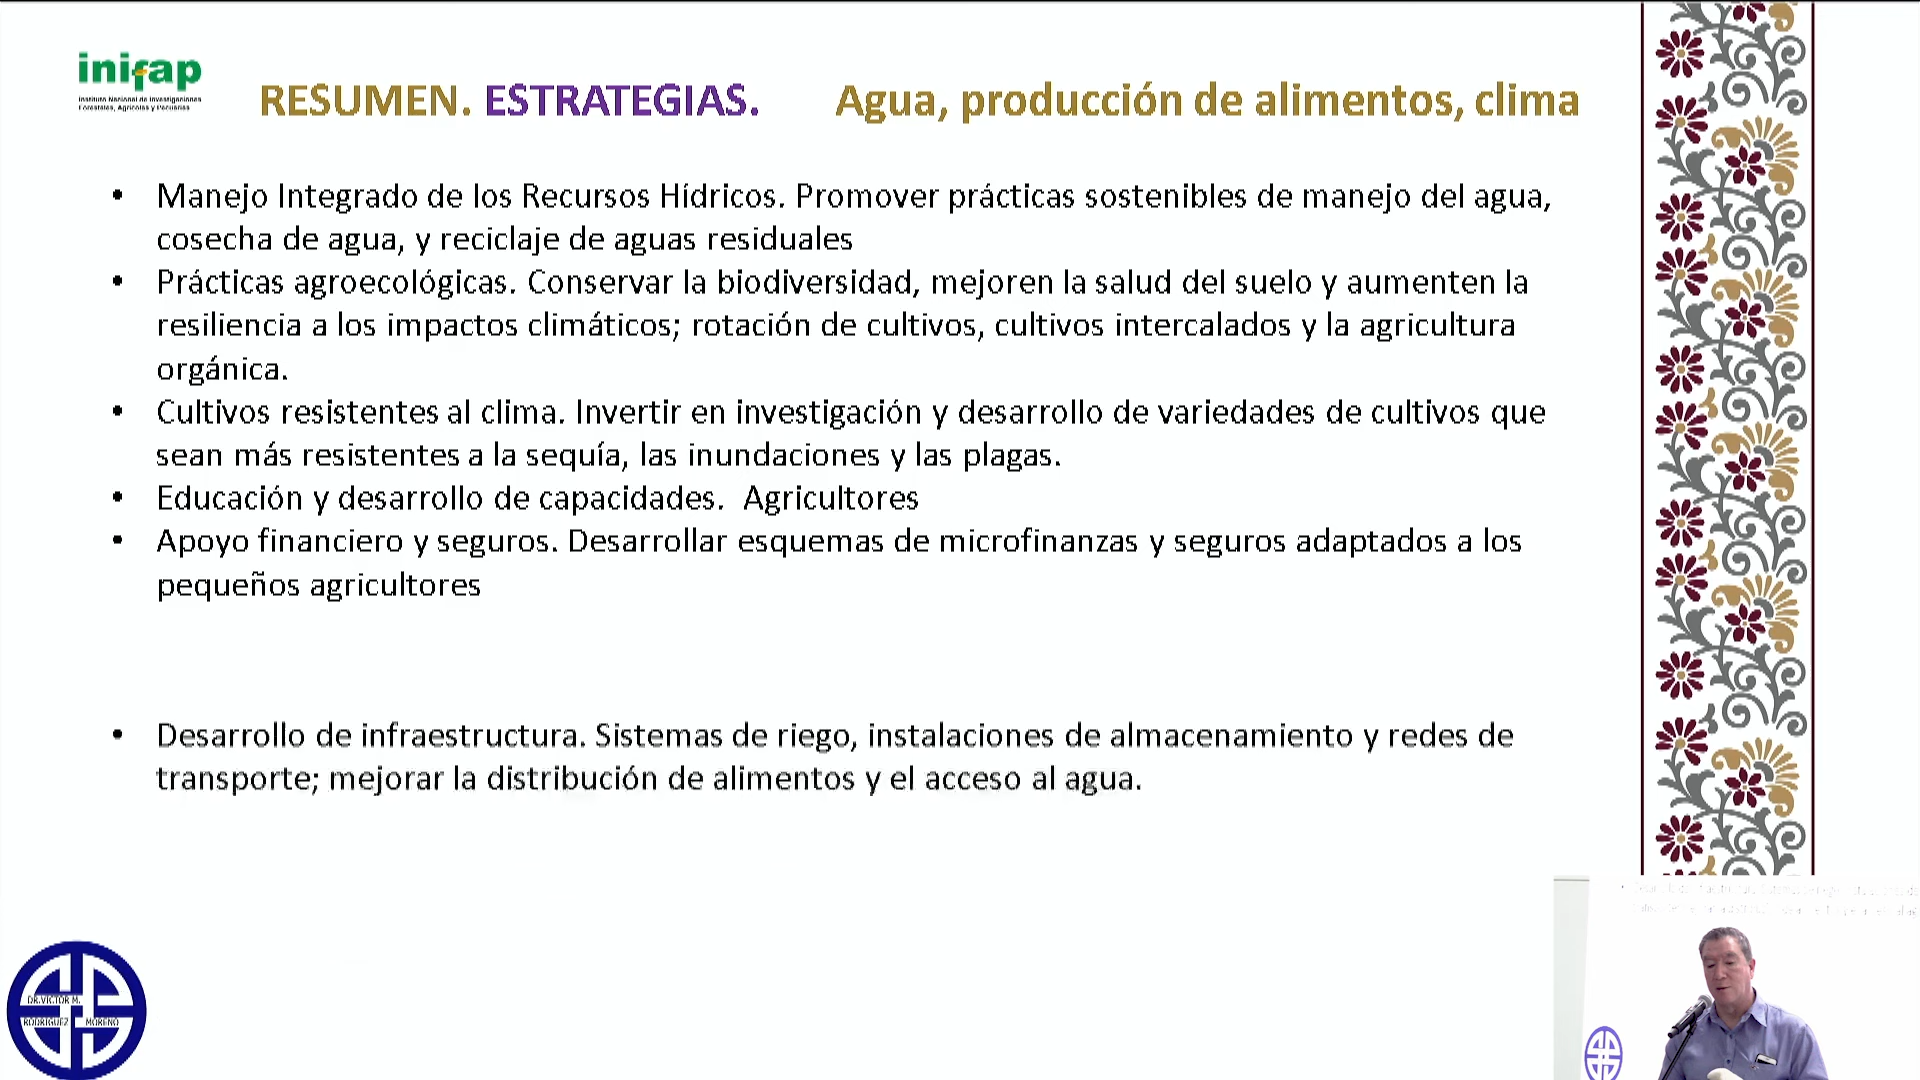 inifap
Instituto Nacional de Investigaciones
Forestales, Agrícolas y Pecuarias
RESUMEN. ESTRATEGIAS. Agua, producción de alimentos, clima
• Manejo Integrado de los Recursos Hídricos. Promover prácticas sostenibles de manejo del agua,
cosecha de agua, y reciclaje de aguas residuales
• Prácticas agroecológicas. Conservar la biodiversidad, mejoren la salud del suelo y aumenten la
resiliencia a los impactos climáticos; rotación de cultivos, cultivos intercalados y la agricultura
orgánica.
• Cultivos resistentes al clima. Invertir en investigación y desarrollo de variedades de cultivos que
sean más resistentes a la sequía, las inundaciones y las plagas.
• Educación y desarrollo de capacidades. Agricultores
• Apoyo financiero y seguros. Desarrollar esquemas de microfinanzas y seguros adaptados a los
pequeños agricultores
• Desarrollo de infraestructura. Sistemas de riego, instalaciones de almacenamiento y redes de
transporte; mejorar la distribución de alimentos y el acceso al agua.
DR.VICTOR M.
RODRIGUEZ MORENO